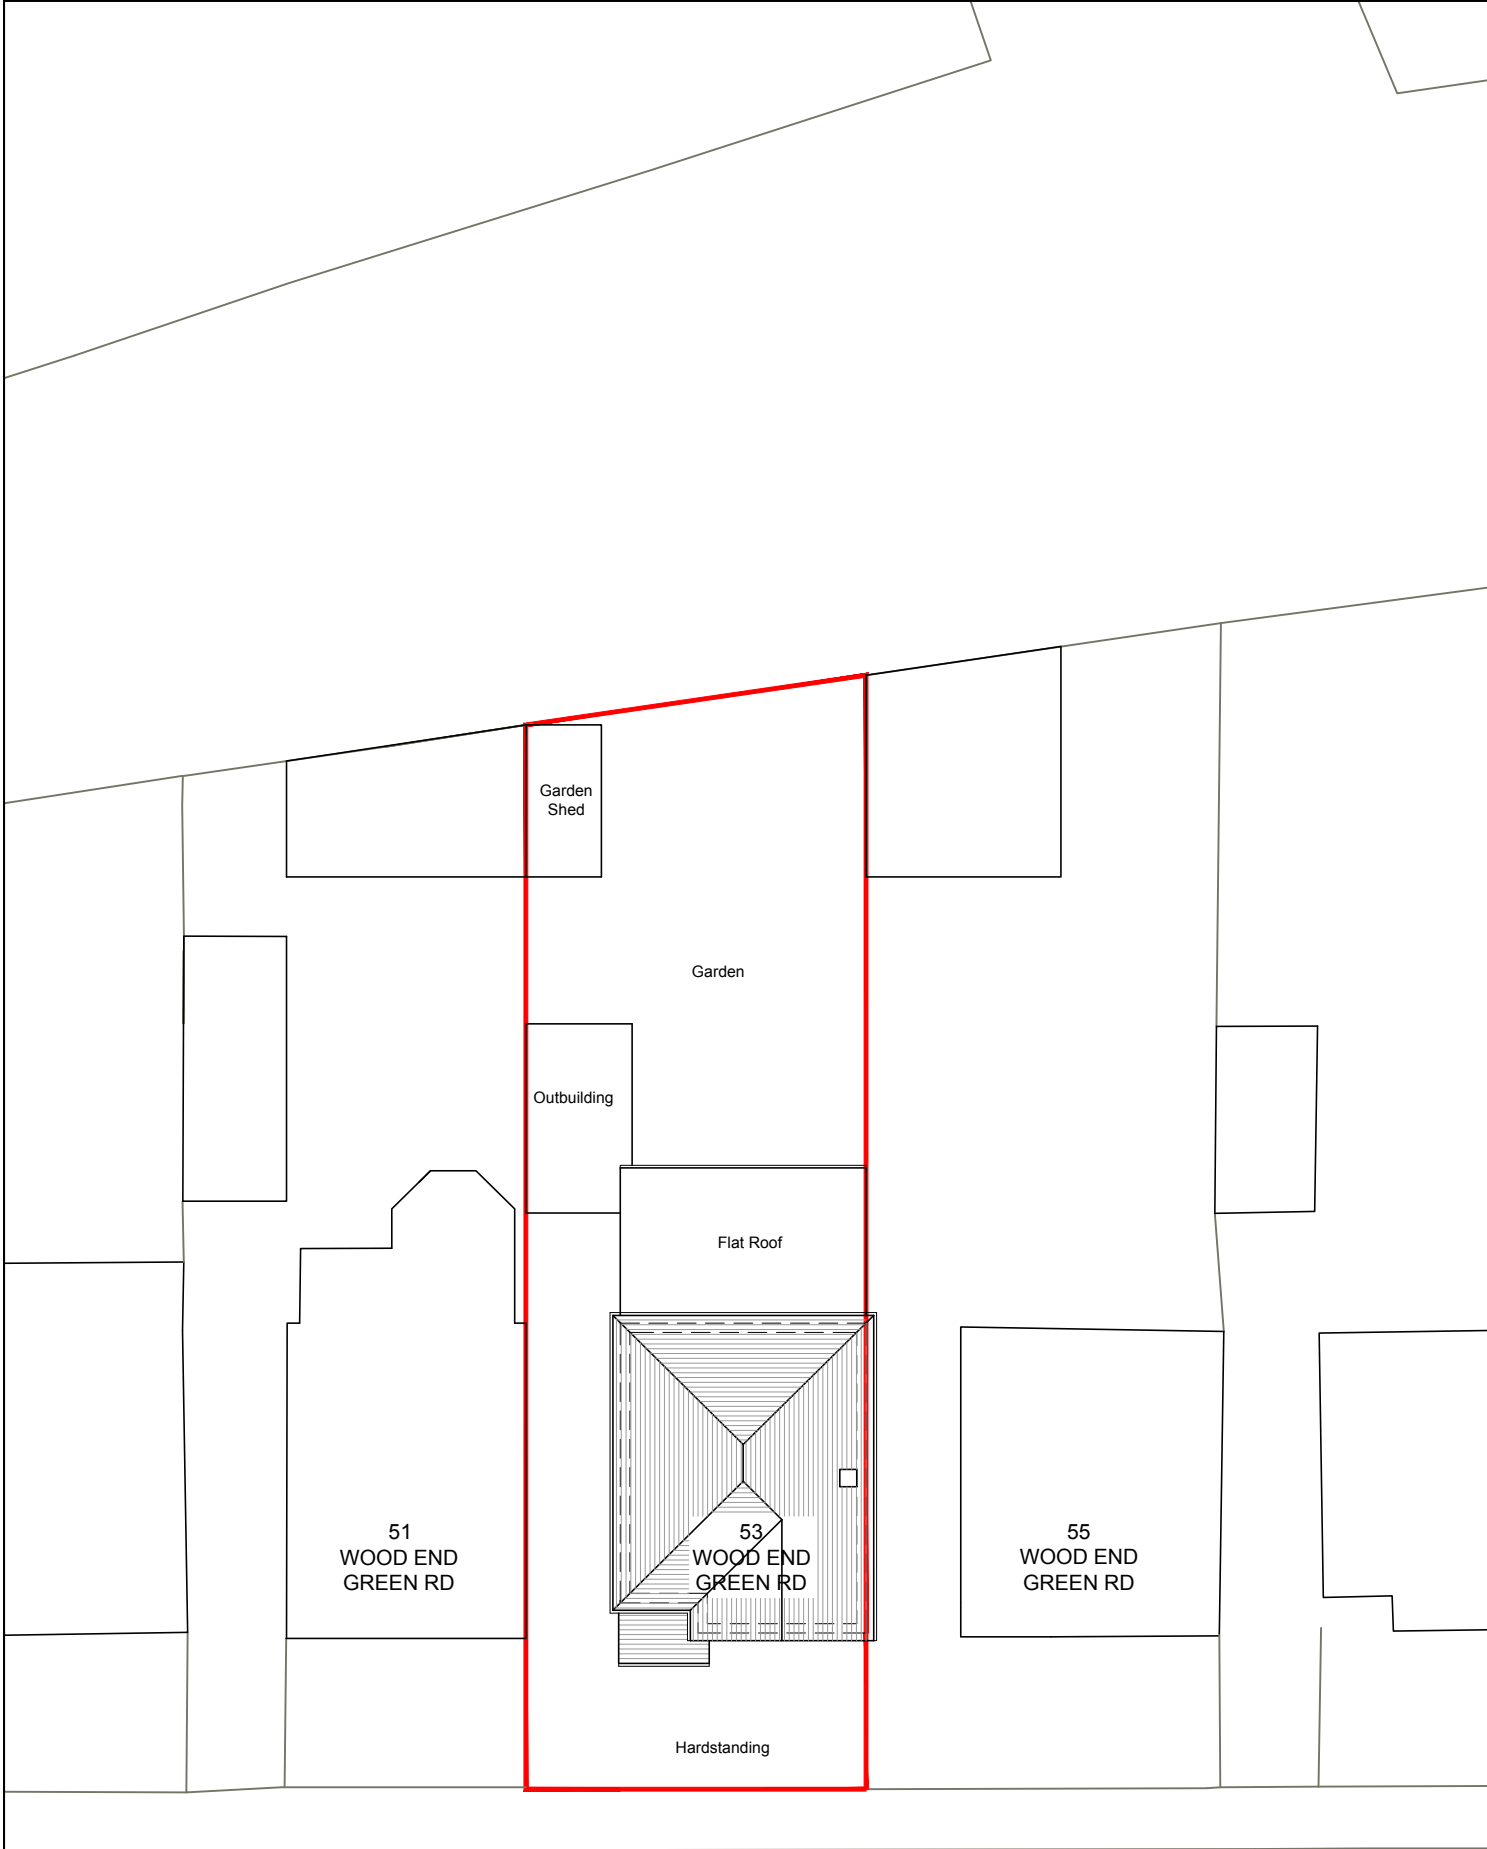 Garden
Shed
Garden
Outbuilding
Flat Roof
51
WOOD END
GREEN RD
53
WOOD END
GREEN RD
55
WOOD END
GREEN RD
Hardstanding